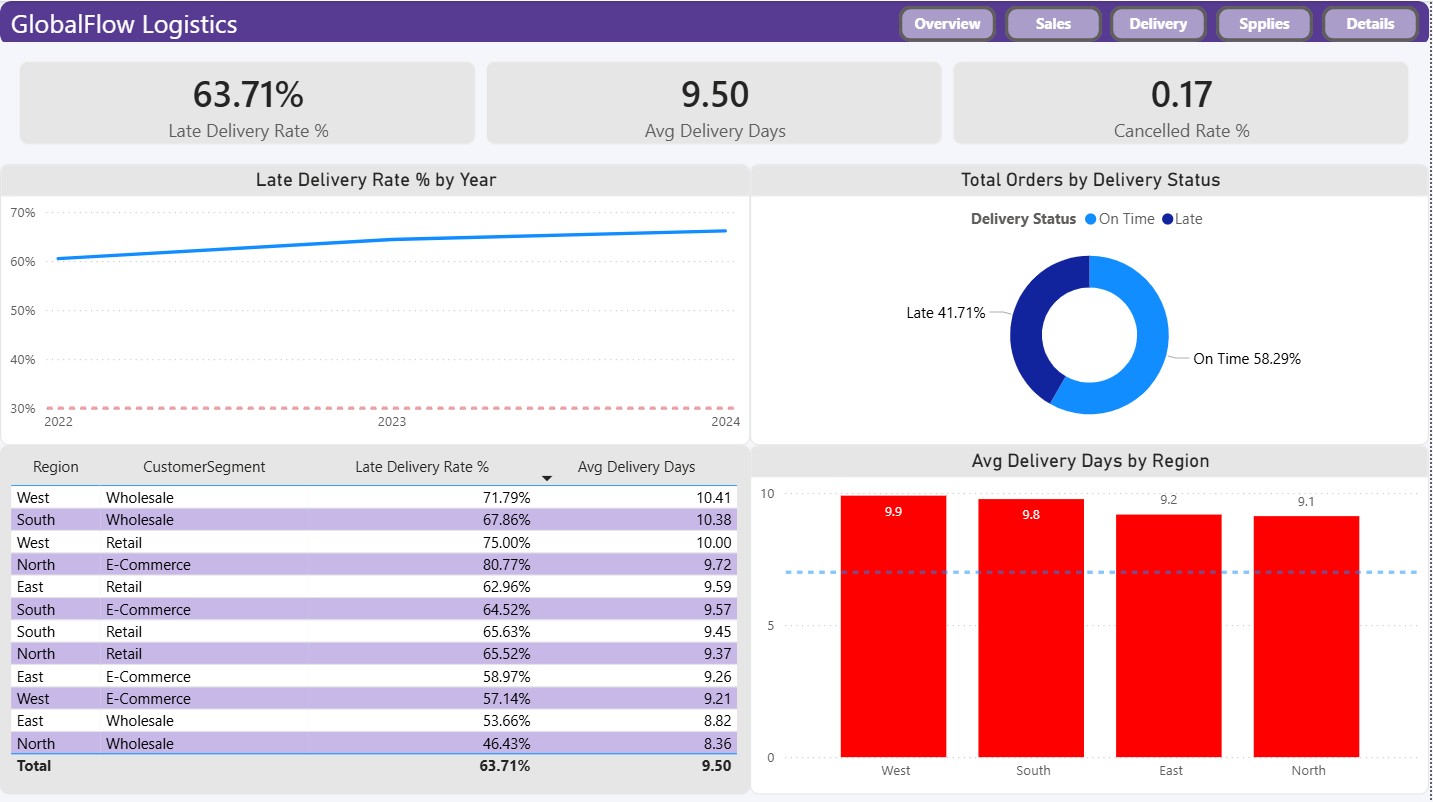 GlobalFlow Logistics
Overview Sales Delivery Spplies Details
63.71% 9.50 0.17
Late Delivery Rate % Avg Delivery Days Cancelled Rate %
Late Delivery Rate % by Year
70%
60%
50%
40%
30%
2022 2023 2024
Total Orders by Delivery Status
Delivery Status On Time Late
Late 41.71%
On Time 58.29%
Region CustomerSegment Late Delivery Rate % Avg Delivery Days
West Wholesale 71.79% 10.41
South Wholesale 67.86% 10.38
West Retail 75.00% 10.00
North E-Commerce 80.77% 9.72
East Retail 62.96% 9.59
South E-Commerce 64.52% 9.57
South Retail 65.63% 9.45
North Retail 65.52% 9.37
East E-Commerce 58.97% 9.26
West E-Commerce 57.14% 9.21
East Wholesale 53.66% 8.82
North Wholesale 46.43% 8.36
Total 63.71% 9.50
Avg Delivery Days by Region
10
5
0
9.9 9.8 9.2 9.1
West South East North